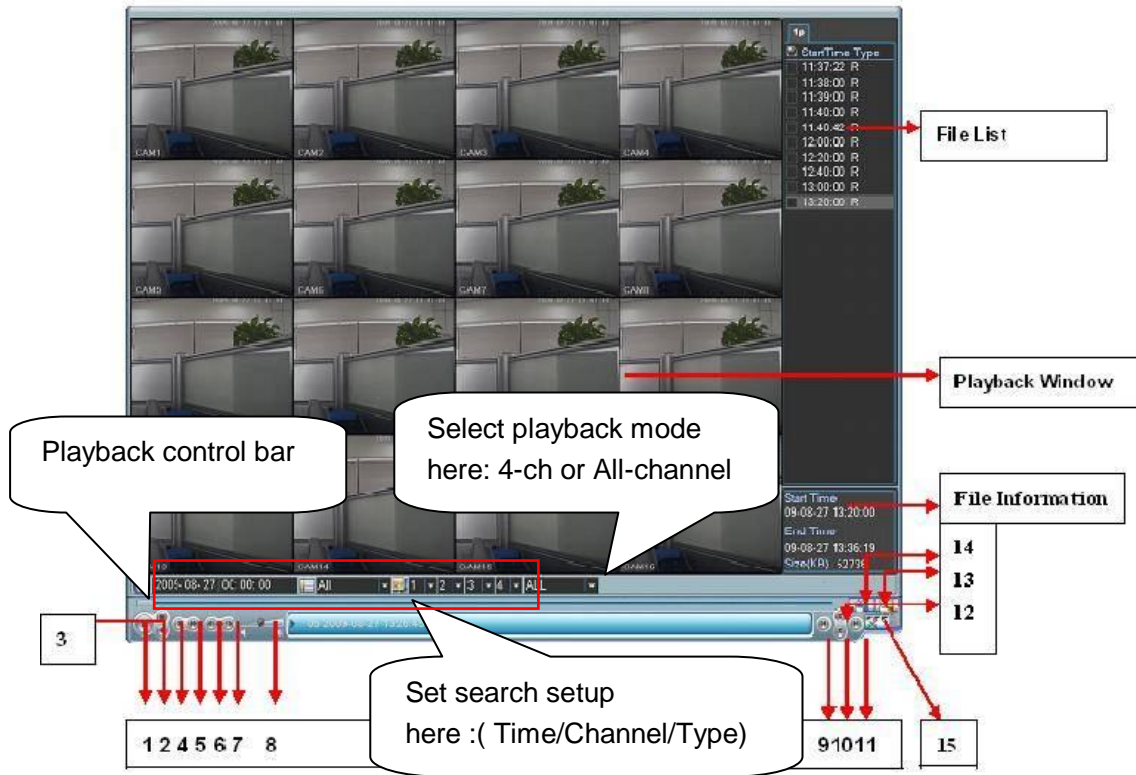 CAM1
CAM2
CAM3
CAM4
CAM5
CAM6
CAM7
CAM8
CAM14
CAM15
CAM16
1p
StartTime Type
11:37:22 R
11:38:00 R
11:39:00 R
11:40:00 R
11:40:42 R
12:00:00 R
12:20:00 R
12:40:00 R
13:00:00 R
13:20:00 R
File List
Playback Window
Playback control bar
Select playback mode
here: 4-ch or All-channel
Start Time
09-08-27 13:20:00
End Time
09-08-27 13:36:19
Size(KB)
File Information
14
13
12
2009-08-27 00:00:00 All 1 2 3 4 ALL
3
Set search setup
here :( Time/Channel/Type)
1 2 4 5 6 7 8
9 10 11
15